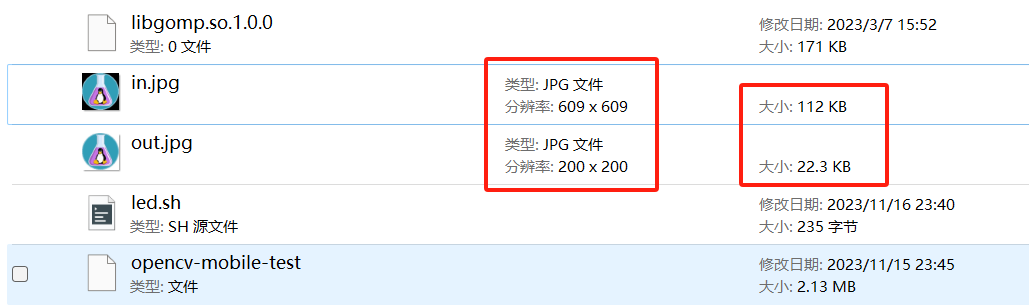 libgomp.so.1.0.0
类型: 0 文件
修改日期: 2023/3/7 15:52
大小: 171 KB
in.jpg
类型: JPG 文件
分辨率: 609 x 609
大小: 112 KB
out.jpg
类型: JPG 文件
分辨率: 200 x 200
大小: 22.3 KB
led.sh
类型: SH 源文件
修改日期: 2023/11/16 23:40
大小: 235 字节
opencv-mobile-test
类型: 文件
修改日期: 2023/11/15 23:45
大小: 2.13 MB